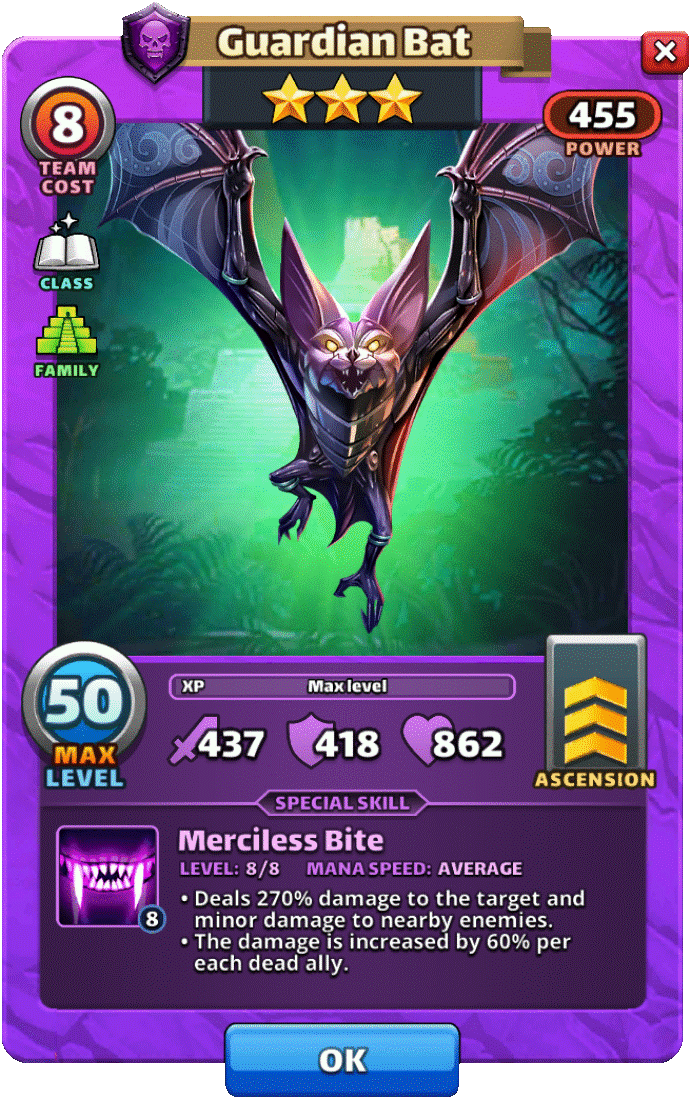 Guardian Bat
8
TEAM
COST
455
POWER
CLASS
FAMILY
50
MAX
LEVEL
XP Max level
437 418 862
ASCENSION
SPECIAL SKILL
Merciless Bite
LEVEL: 8/8 MANA SPEED: AVERAGE
8
• Deals 270% damage to the target and
minor damage to nearby enemies.
• The damage is increased by 60% per
each dead ally.
OK